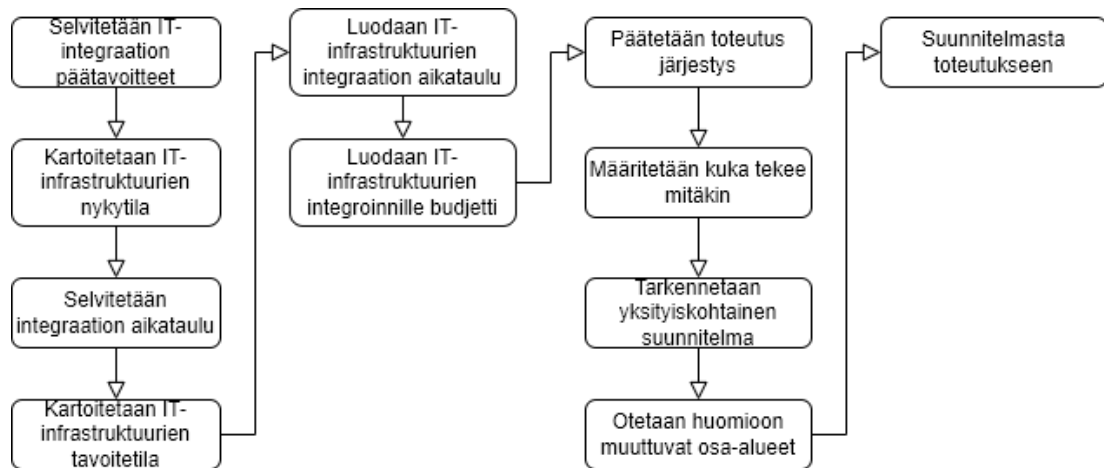 Selvitetään IT-
integraation
päätavoitteet
Kartoitetaan IT-
infrastruktuurien
nykytila
Selvitetään
integraation aikataulu
Kartoitetaan IT-
infrastruktuurien
tavoitetila
Luodaan IT-
infrastruktuurien
integraation aikataulu
Luodaan IT-
infrastruktuurien
integroinnille budjetti
Päätetään toteutus
järjestys
Määritetään kuka tekee
mitäkin
Tarkennetaan
yksityiskohtainen
suunnitelma
Otetaan huomioon
muuttuvat osa-alueet
Suunnitelmasta
toteutukseen